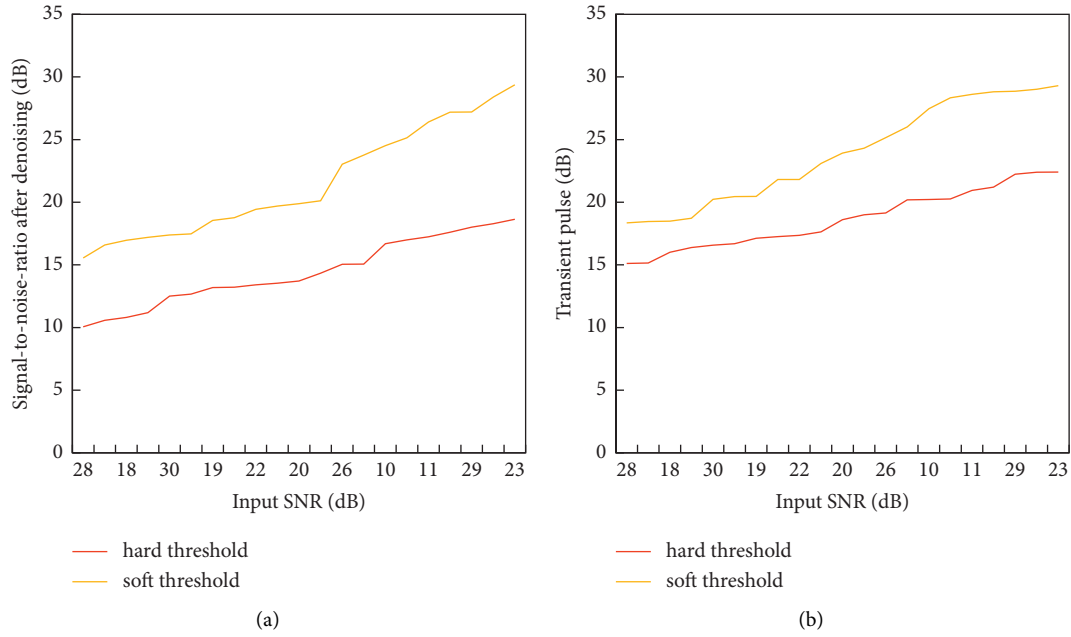 35
30
25
20
15
10
5
0
Signal-to-noise-ratio after denoising (dB)
28 18 30 19 22 20 26 10 11 29 23
Input SNR (dB)
hard threshold
soft threshold
(a)
35
30
25
20
15
10
5
0
Transient pulse (dB)
28 18 30 19 22 20 26 10 11 29 23
Input SNR (dB)
hard threshold
soft threshold
(b)